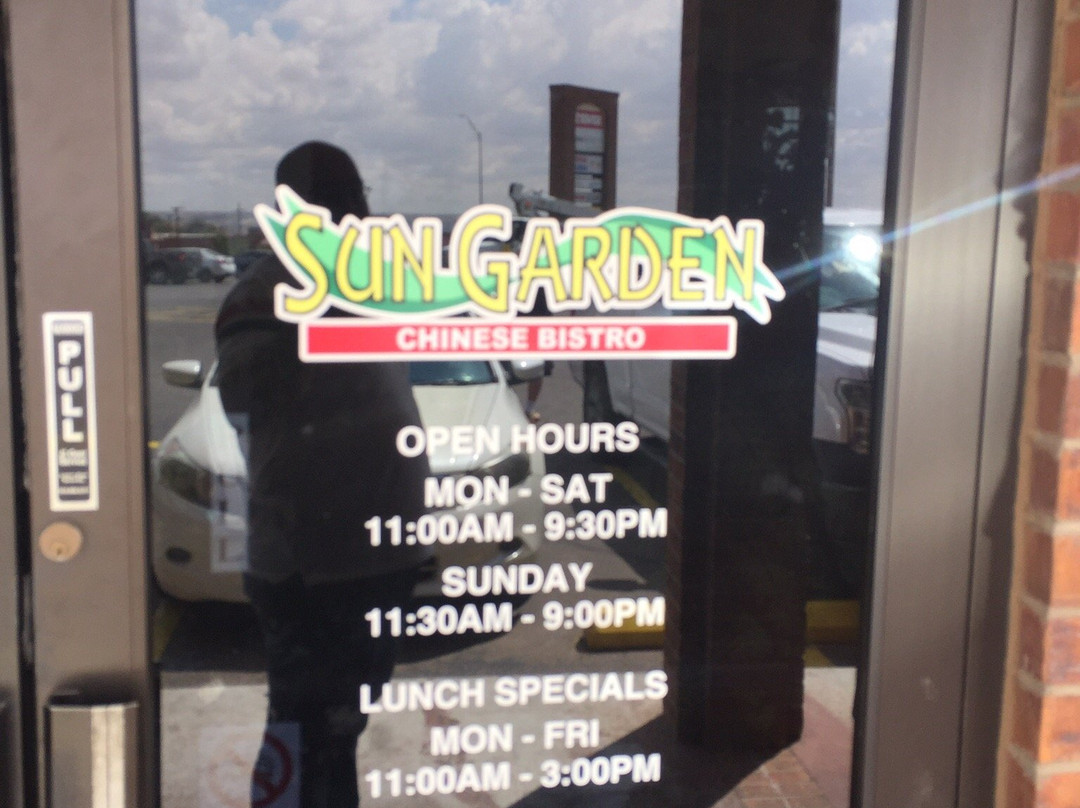 SUN GARDEN
CHINESE BISTRO
PULL
OPEN HOURS
MON - SAT
11:00AM - 9:30PM
SUNDAY
11:30AM - 9:00PM
LUNCH SPECIALS
MON - FRI
11:00AM - 3:00PM